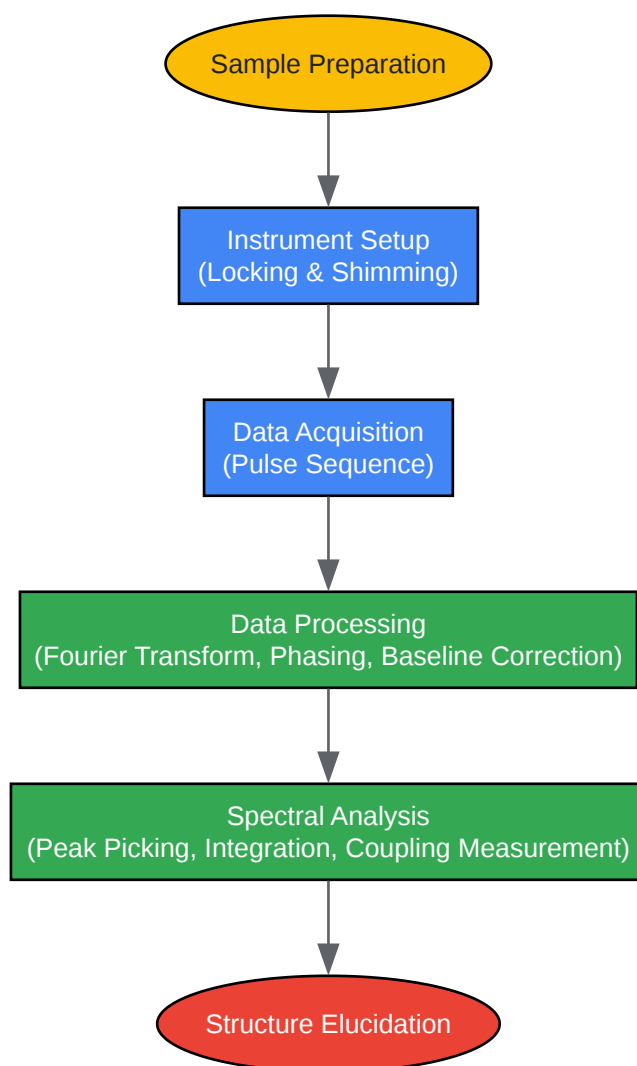 Sample Preparation
Instrument Setup
(Locking & Shimming)
Data Acquisition
(Pulse Sequence)
Data Processing
(Fourier Transform, Phasing, Baseline Correction)
Spectral Analysis
(Peak Picking, Integration, Coupling Measurement)
Structure Elucidation